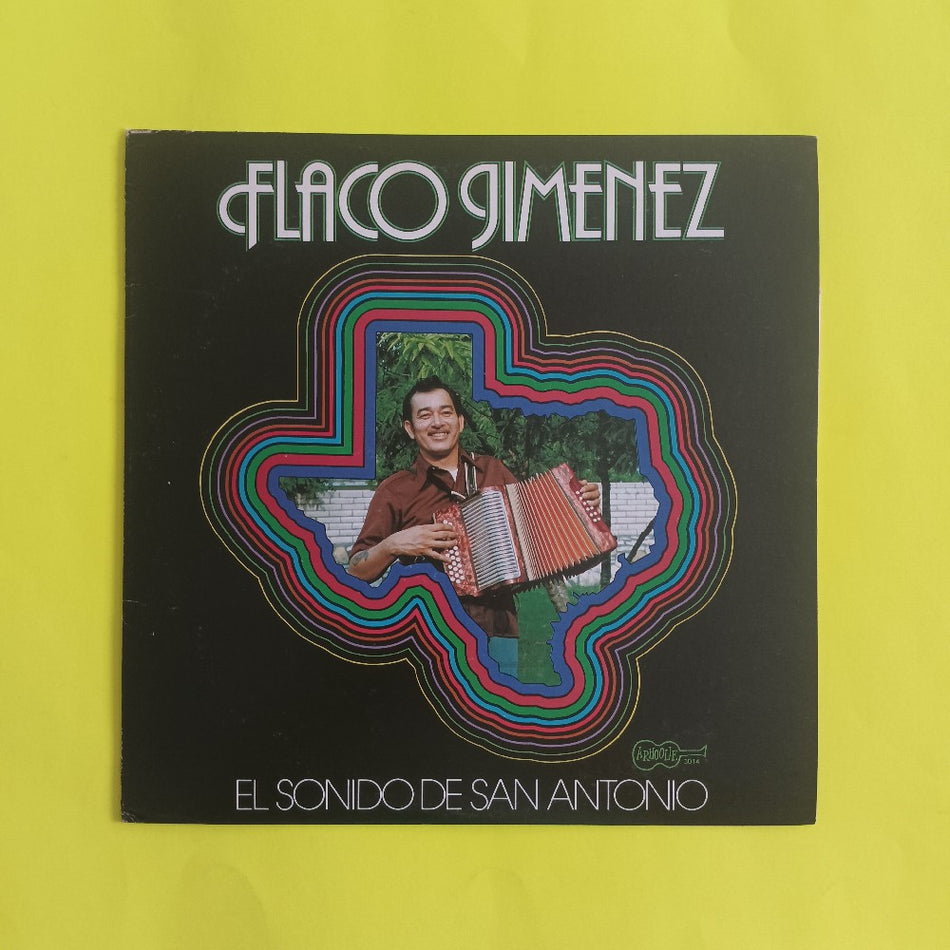 FLACO JIMENEZ
ARHOOLIE
3014
EL SONIDO DE SAN ANTONIO